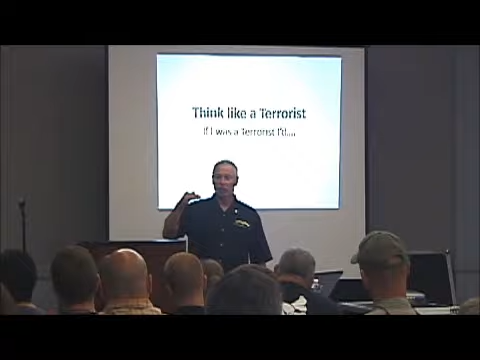 Think like a Terrorist
If I was a Terrorist I'd....